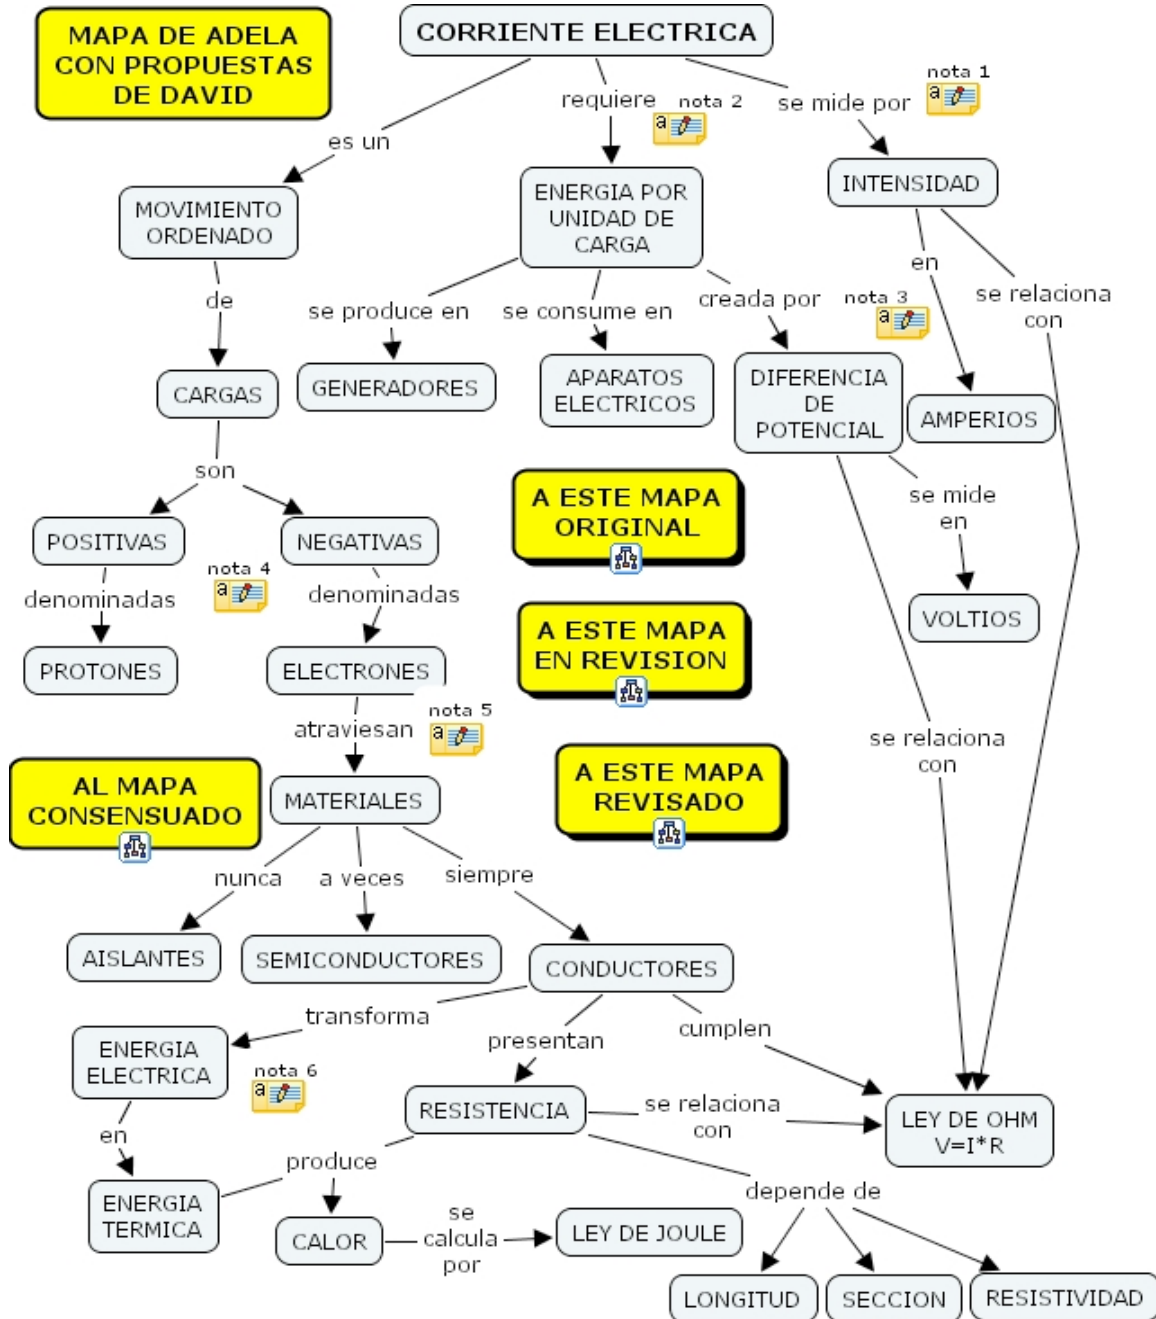 MAPA DE ADELA
CON PROPUESTAS
DE DAVID
CORRIENTE ELECTRICA
nota 1
requiere
nota 2
se mide por
es un
MOVIMIENTO
ORDENADO
ENERGIA POR
UNIDAD DE
CARGA
INTENSIDAD
de
se produce en
se consume en
creada por
nota 3
en
se relaciona
con
CARGAS
GENERADORES
APARATOS
ELECTRICOS
DIFERENCIA
DE
POTENCIAL
AMPERIOS
son
A ESTE MAPA
ORIGINAL
se mide
en
POSITIVAS
NEGATIVAS
nota 4
denominadas
denominadas
VOLTIOS
A ESTE MAPA
EN REVISION
PROTONES
ELECTRONES
nota 5
atraviesan
se relaciona
con
AL MAPA
CONSENSUADO
MATERIALES
A ESTE MAPA
REVISADO
nunca
a veces
siempre
AISLANTES
SEMICONDUCTORES
CONDUCTORES
transforma
presentan
cumplen
ENERGIA
ELECTRICA
nota 6
RESISTENCIA
se relaciona
con
LEY DE OHM
V=I*R
en
produce
ENERGIA
TERMICA
depende de
CALOR
se
calcula
por
LEY DE JOULE
LONGITUD
SECCION
RESISTIVIDAD